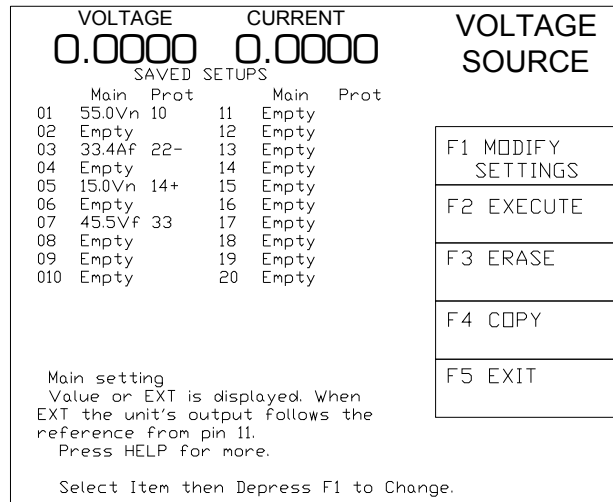 VOLTAGE CURRENT
0.0000 0.0000
SAVED SETUPS
Main Prot Main Prot
01 55.0Vn 10 11 Empty
02 Empty 12 Empty
03 33.4Af 22- 13 Empty
04 Empty 14 Empty
05 15.0Vn 14+ 15 Empty
06 Empty 16 Empty
07 45.5Vf 33 17 Empty
08 Empty 18 Empty
09 Empty 19 Empty
010 Empty 20 Empty
Main setting
Value or EXT is displayed. When
EXT the unit's output follows the
reference from pin 11.
Press HELP for more.
Select Item then Depress F1 to Change.
VOLTAGE
SOURCE
F1 MODIFY
SETTINGS
F2 EXECUTE
F3 ERASE
F4 COPY
F5 EXIT